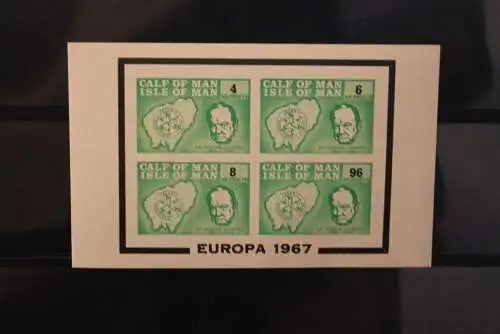 CALF OF MAN 4
ISLE OF MAN
CALF OF MAN 6
ISLE OF MAN
CALF OF MAN 8
ISLE OF MAN
CALF OF MAN 96
ISLE OF MAN
EUROPA 1967